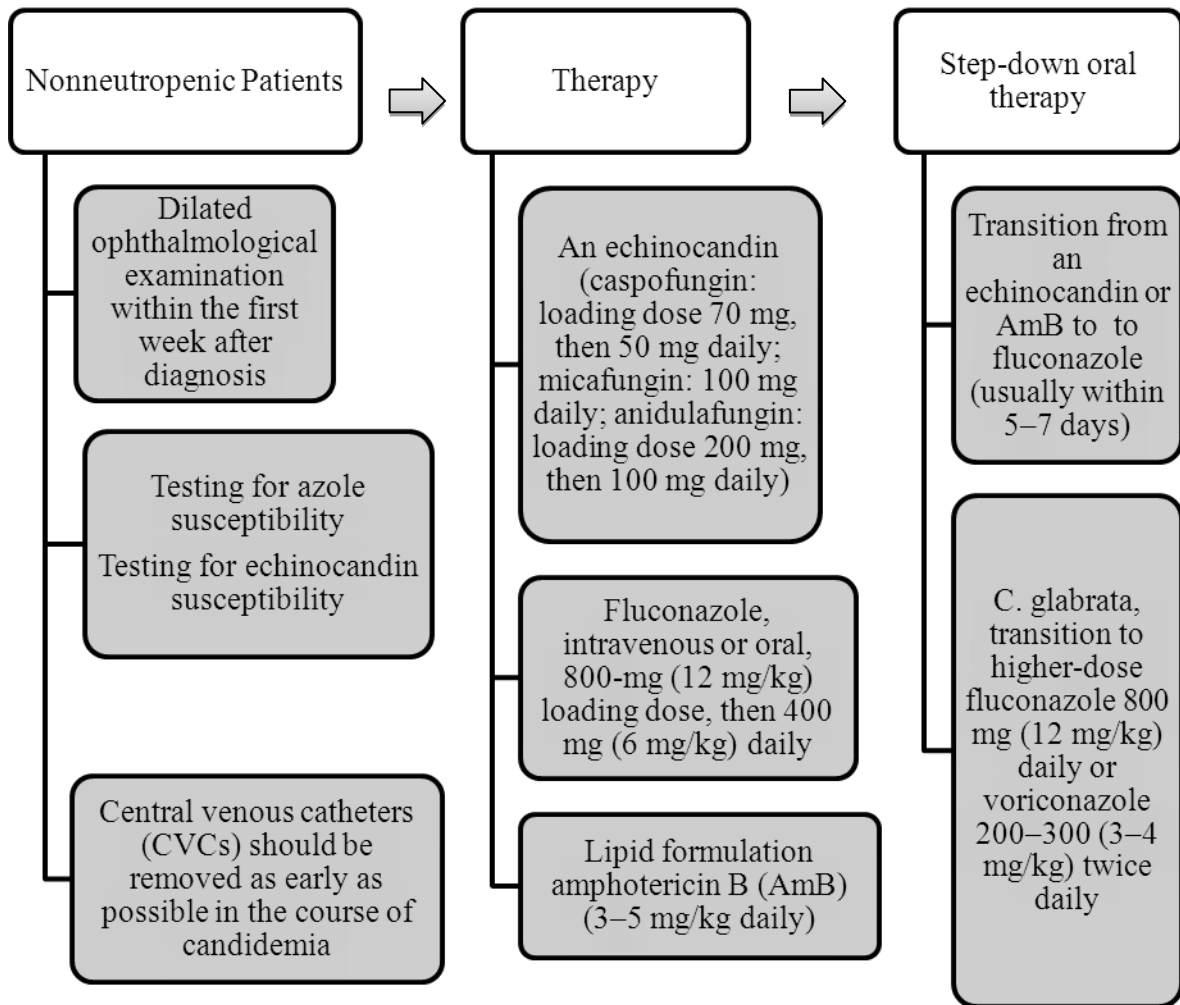 Nonneutropenic Patients
Dilated
ophthalmological
examination
within the first
week after
diagnosis
Testing for azole
susceptibility
Testing for echinocandin
susceptibility
Central venous catheters
(CVCs) should be
removed as early as
possible in the course of
candidemia
Therapy
An echinocandin
(caspofungin:
loading dose 70 mg,
then 50 mg daily;
micafungin: 100 mg
daily; anidulafungin:
loading dose 200 mg,
then 100 mg daily)
Fluconazole,
intravenous or oral,
800-mg (12 mg/kg)
loading dose, then 400
mg (6 mg/kg) daily
Lipid formulation
amphotericin B (AmB)
(3–5 mg/kg daily)
Step-down oral
therapy
Transition from
an
echinocandin or
AmB to  to
fluconazole
(usually within
5–7 days)
C. glabrata,
transition to
higher-dose
fluconazole 800
mg (12 mg/kg)
daily or
voriconazole
200–300 (3–4
mg/kg) twice
daily